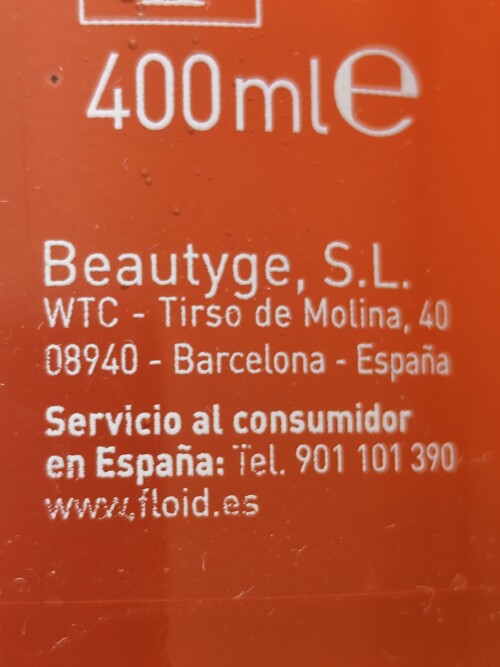 400ml℮
Beautyge, S.L.
WTC - Tirso de Molina, 40
08940 - Barcelona - España
Servicio al consumidor
en España: Tel. 901 101 390
www.floid.es